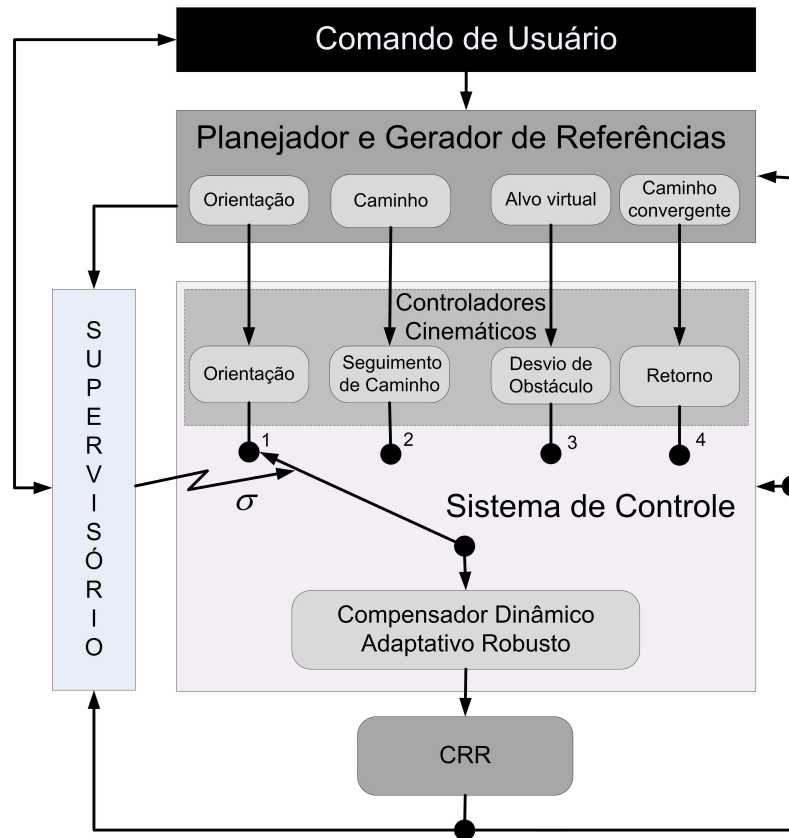 Comando de Usuário
Planejador e Gerador de Referências
Orientação
Caminho
Alvo virtual
Caminho
convergente
SUPERVISÓRIO
Controladores
Cinemáticos
Orientação
Seguimento
de Caminho
Desvio de
Obstáculo
Retorno
1
2
3
4
σ
Sistema de Controle
Compensador Dinâmico
Adaptativo Robusto
CRR